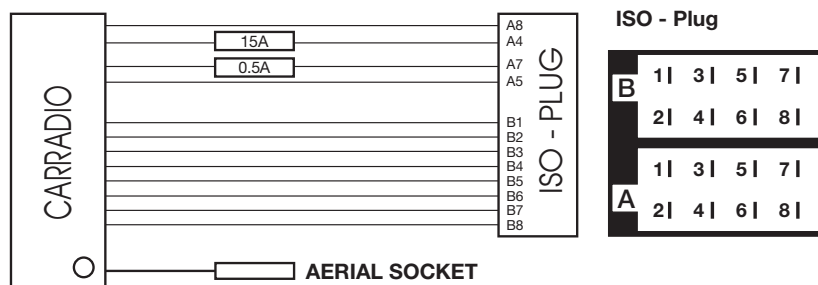 CARRADIO
A8
15A A4
0.5A A7
A5
B1
B2
B3
B4
B5
B6
B7
B8
ISO - PLUG
AERIAL SOCKET
ISO - Plug
B
1 3 5 7
2 4 6 8
A
1 3 5 7
2 4 6 8